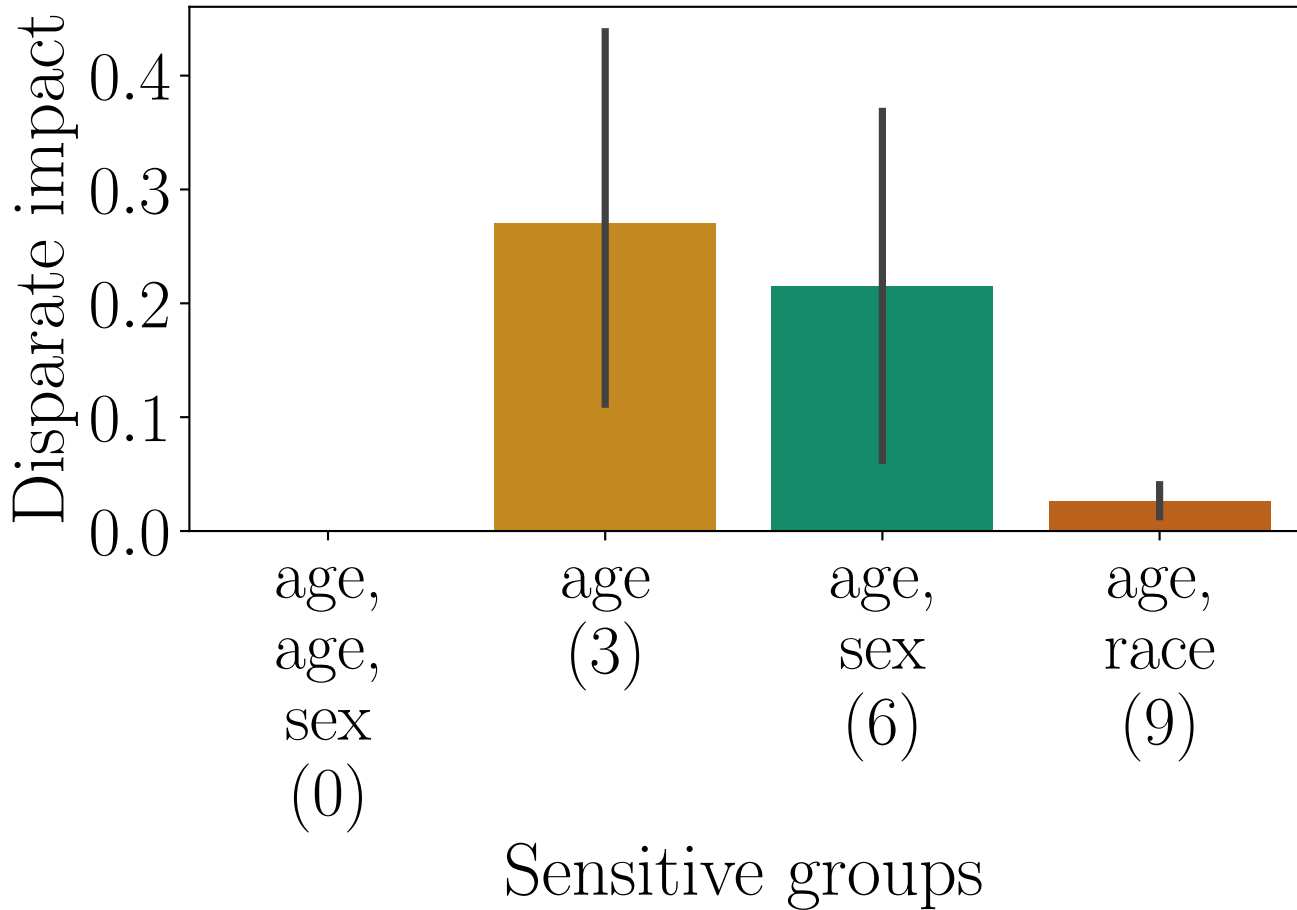 Disparate impact
0.4
0.3
0.2
0.1
0.0
age,
age,
sex
(0)
age
(3)
age,
sex
(6)
age,
race
(9)
Sensitive groups